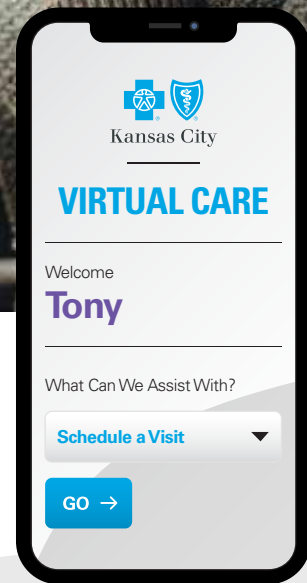 Kansas City
VIRTUAL CARE
Welcome
Tony
What Can We Assist With?
Schedule a Visit
GO →